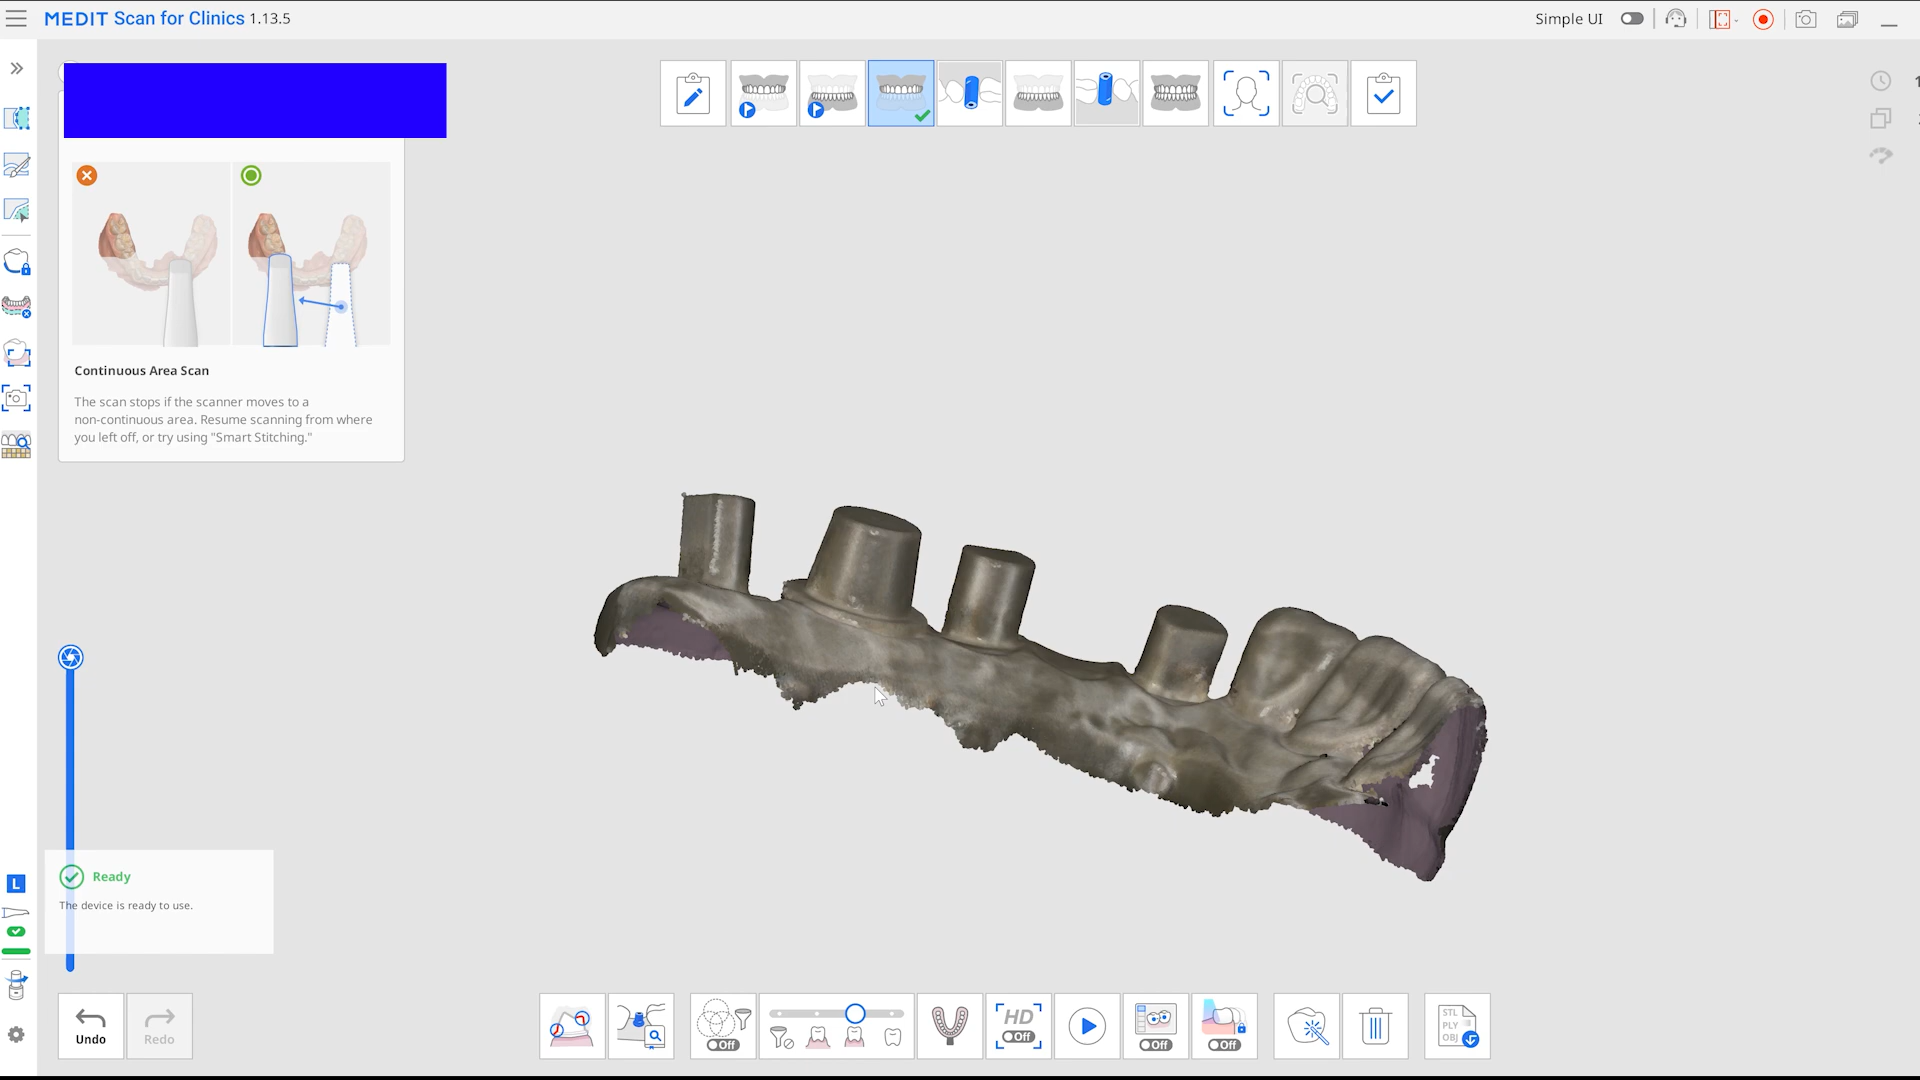 MEDIT Scan for Clinics 1.13.5
Simple UI
Continuous Area Scan
The scan stops if the scanner moves to a
non-continuous area. Resume scanning from where
you left off, or try using "Smart Stitching."
L
Ready
The device is ready to use.
Undo
Redo
Off
HD
Off
Off
Off
STL
PLY
OBJ